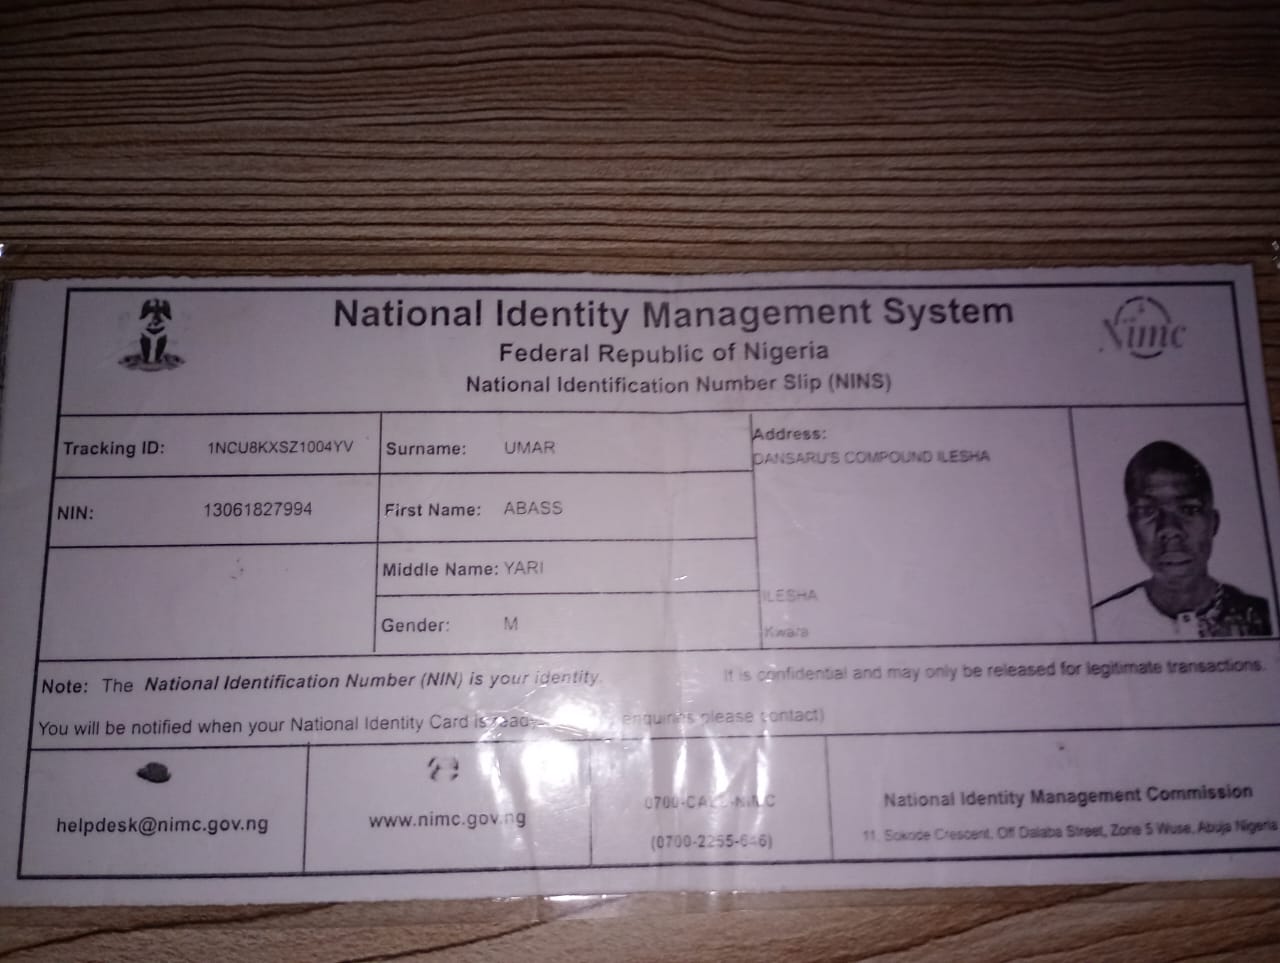 National Identity Management System
Federal Republic of Nigeria
National Identification Number Slip (NINS)
Nimc
Tracking ID: 1NCU8KXSZ1004YV
Surname: UMAR
Address:
DANSARU'S COMPOUND ILESHA
NIN: 13061827994
First Name: ABASS
Middle Name: YARI
ILESHA
Gender: M
Kwara
Note: The National Identification Number (NIN) is your identity. It is confidential and may only be released for legitimate transactions.
You will be notified when your National Identity Card is enquiries please contact)
helpdesk@nimc.gov.ng
www.nimc.gov.ng
0700-CALL-NIMC
(0700-2255-646)
National Identity Management Commission
11, Sokode Crescent, Off Dalaba Street, Zone 5 Wuse, Abuja Nigeria